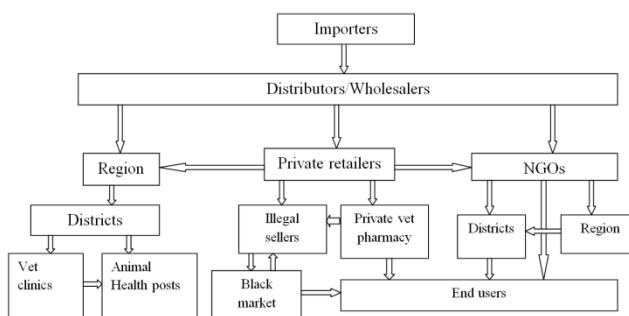 Importers
Distributors/Wholesalers
Region
Private retailers
NGOs
Districts
Illegal
sellers
Private vet
pharmacy
Districts
Region
Vet
clinics
Animal
Health posts
Black
market
End users